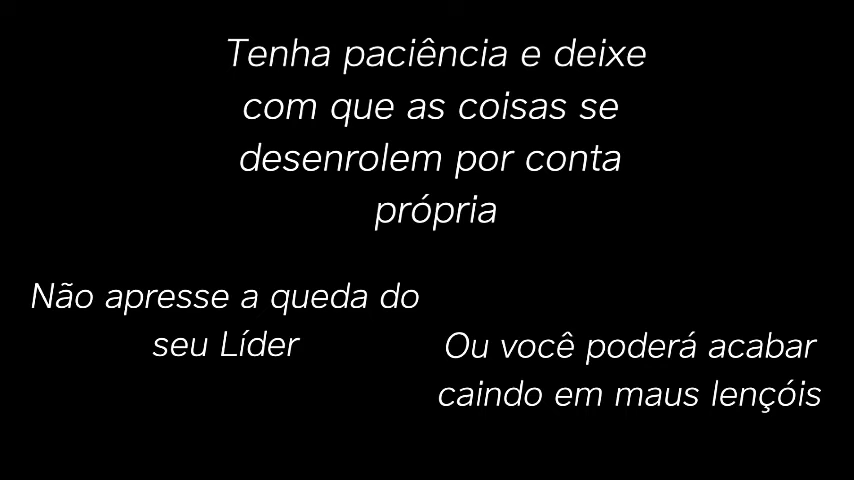 Tenha paciência e deixe
com que as coisas se
desenrolem por conta
própria
Não apresse a queda do
seu Líder
Ou você poderá acabar
caindo em maus lençóis